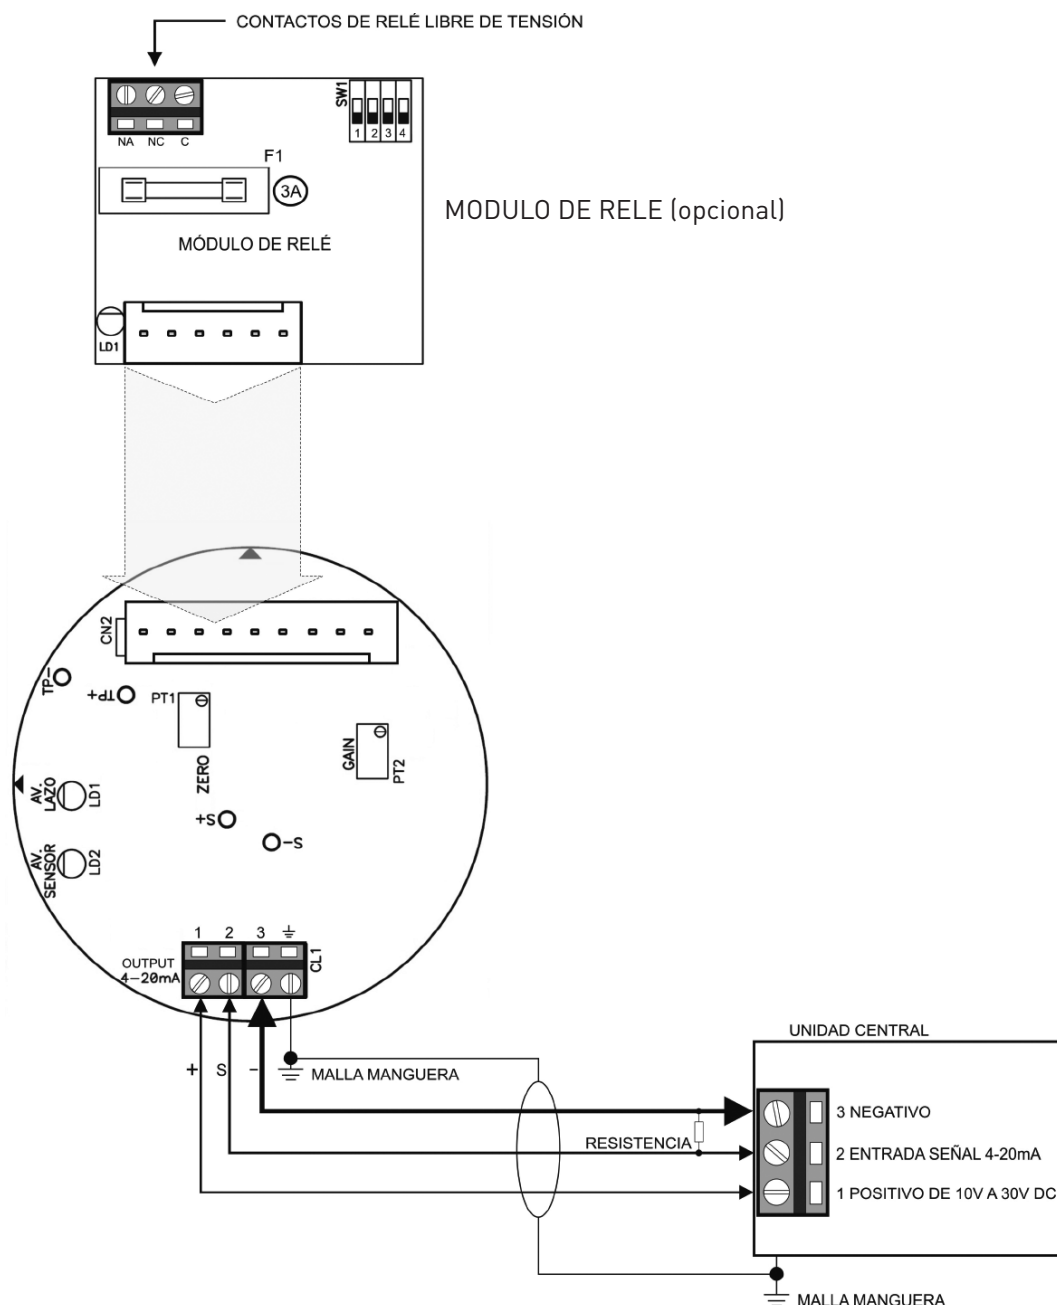 CONTACTOS DE RELÉ LIBRE DE TENSIÓN
SW1
1 2 3 4
NA NC C
F1
3A
MODULO DE RELE (opcional)
MÓDULO DE RELÉ
LD1
CN2
TP-
TP+
PT1
ZERO
GAIN
PT2
AV. LAZO
LD1
S+
S-
AV. SENSOR
LD2
1 2 3
OUTPUT
4-20mA
CL1
UNIDAD CENTRAL
+ S -
MALLA MANGUERA
3 NEGATIVO
RESISTENCIA
2 ENTRADA SEÑAL 4-20mA
1 POSITIVO DE 10V A 30V DC
MALLA MANGUERA